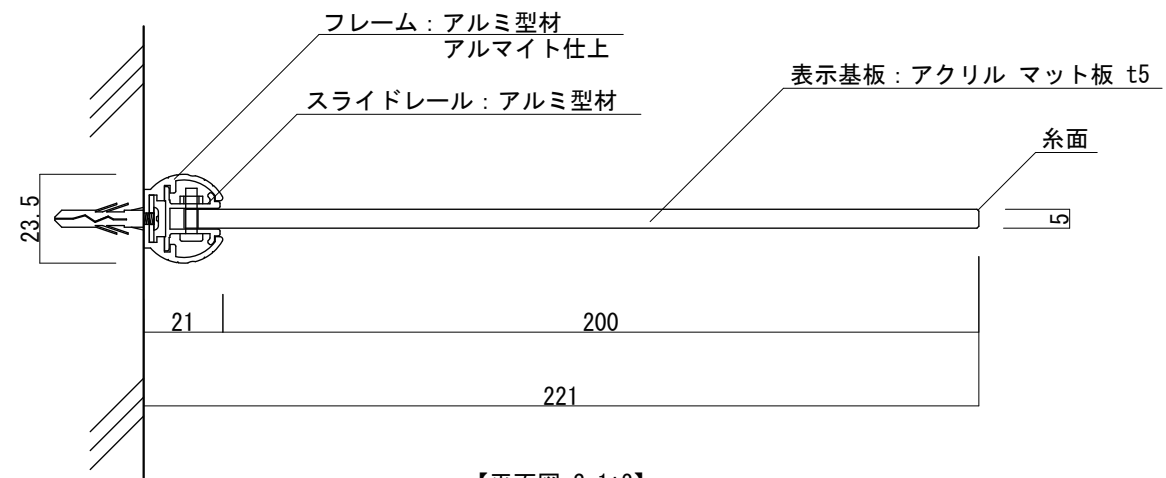 フレーム：アルミ型材
アルマイト仕上
スライドレール：アルミ型材
表示基板：アクリル マット板 t5
糸面
23.5
5
21
200
221